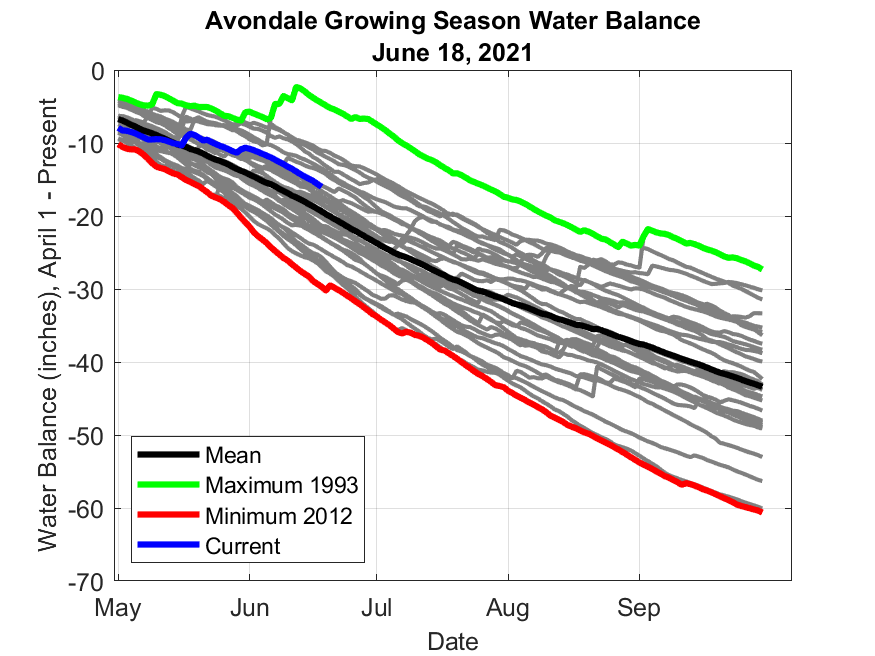 Avondale Growing Season Water Balance
June 18, 2021
Water Balance (inches), April 1 - Present
0
-10
-20
-30
-40
-50
-60
-70
Mean
Maximum 1993
Minimum 2012
Current
May Jun Jul Aug Sep
Date